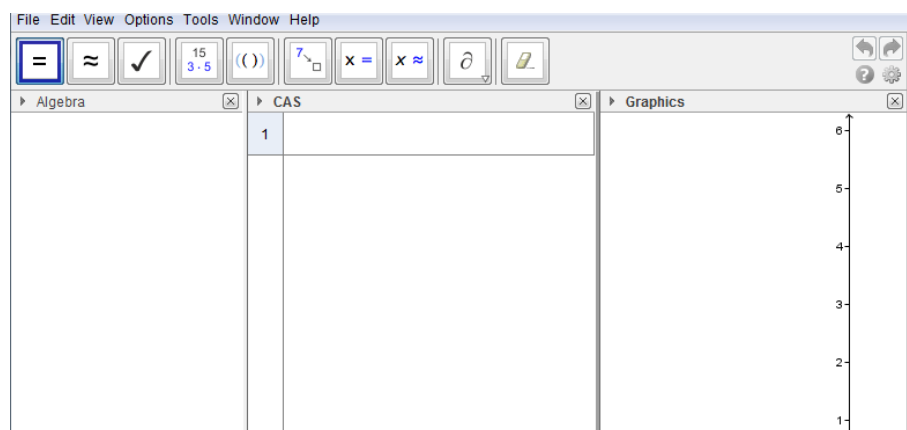 File Edit View Options Tools Window Help
= ≈ ✓ 15 3·5 (()) 7 x = x ≈ ∂
Algebra CAS Graphics
1
6
5
4
3
2
1